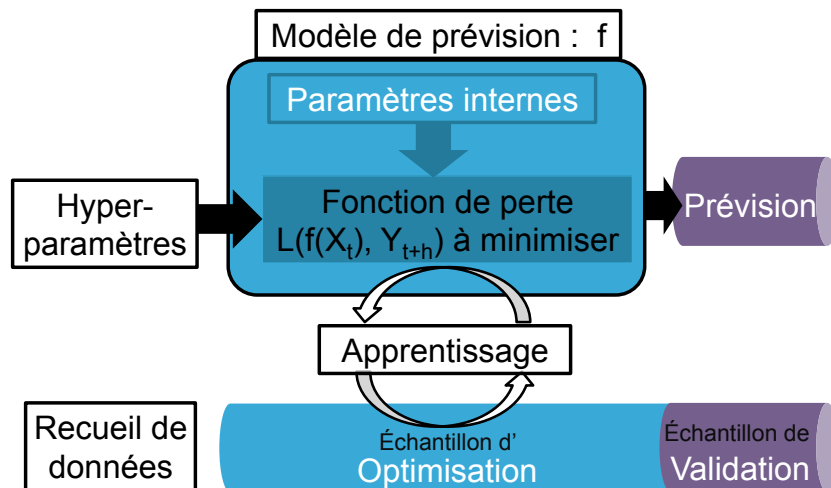 Modèle de prévision : f
Paramètres internes
Hyper-
paramètres
Fonction de perte
L(f(Xt), Yt+h) à minimiser
Prévision
Apprentissage
Recueil de
données
Échantillon d’
Optimisation
Échantillon de
Validation